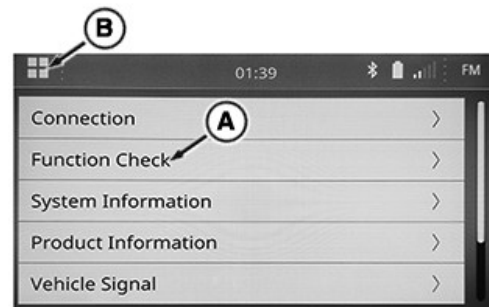 B
01:39 FM
Connection
A
Function Check
System Information
Product Information
Vehicle Signal